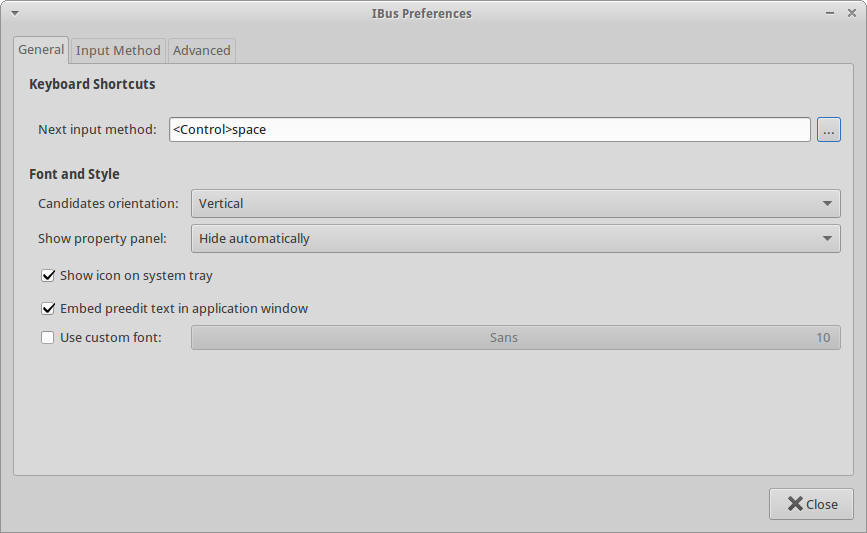 IBus Preferences
General Input Method Advanced
Keyboard Shortcuts
Next input method: <Control>space ...
Font and Style
Candidates orientation: Vertical
Show property panel: Hide automatically
Show icon on system tray
Embed preedit text in application window
Use custom font: Sans 10
Close